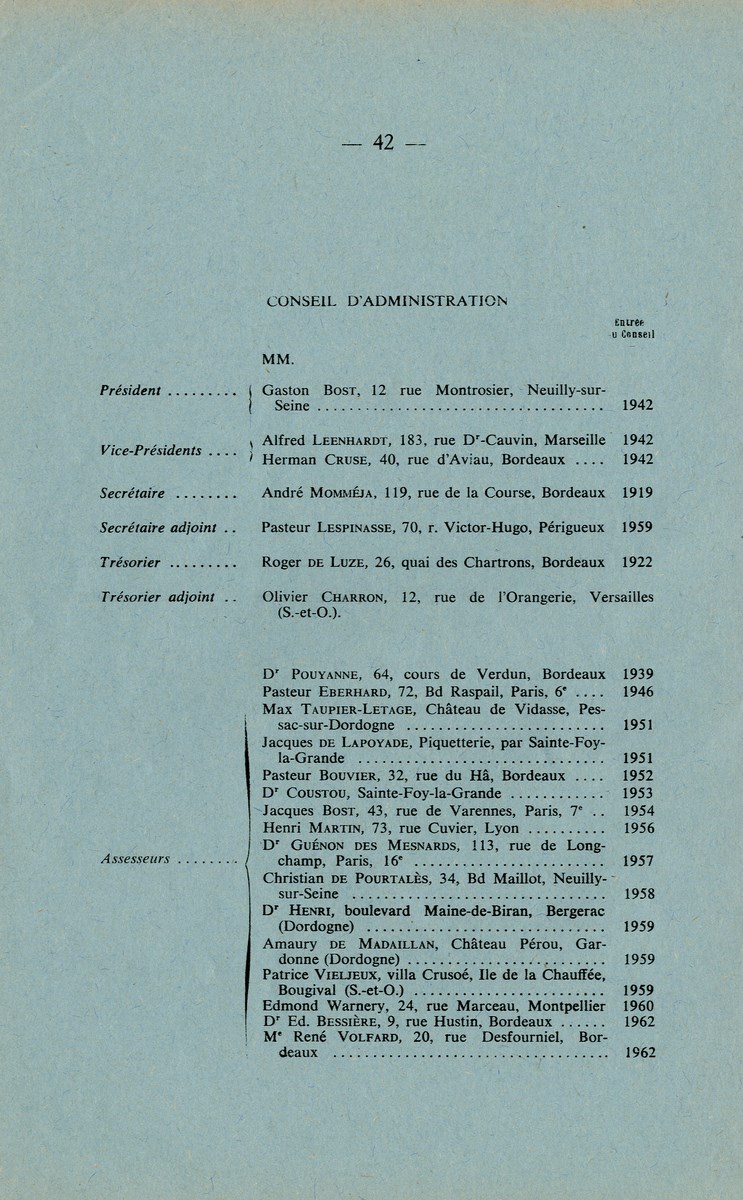 — 42 —
CONSEIL D'ADMINISTRATION
Entrée
u Conseil
MM.
Président ......... Gaston BOST, 12 rue Montrosier, Neuilly-sur-
Seine .................................... 1942
Vice-Présidents .... Alfred LEENHARDT, 183, rue Dr-Cauvin, Marseille 1942
Herman CRUSE, 40, rue d'Aviau, Bordeaux .... 1942
Secrétaire ........ André MOMMÉJA, 119, rue de la Course, Bordeaux 1919
Secrétaire adjoint .. Pasteur LESPINASSE, 70, r. Victor-Hugo, Périgueux 1959
Trésorier ......... Roger DE LUZE, 26, quai des Chartrons, Bordeaux 1922
Trésorier adjoint .. Olivier CHARRON, 12, rue de l'Orangerie, Versailles
(S.-et-O.).
Dr POUYANNE, 64, cours de Verdun, Bordeaux 1939
Pasteur EBERHARD, 72, Bd Raspail, Paris, 6e .... 1946
Max TAUPIER-LETAGE, Château de Vidasse, Pes-
sac-sur-Dordogne ......................... 1951
Jacques DE LAPOYADE, Piquetterie, par Sainte-Foy-
la-Grande ............................... 1951
Pasteur BOUVIER, 32, rue du Hâ, Bordeaux .... 1952
Dr COUSTOU, Sainte-Foy-la-Grande ............ 1953
Jacques BOST, 43, rue de Varennes, Paris, 7e .. 1954
Henri MARTIN, 73, rue Cuvier, Lyon .......... 1956
Dr GUÉNON DES MESNARDS, 113, rue de Long-
Assesseurs ........ champ, Paris, 16e ........................ 1957
Christian DE POURTALÈS, 34, Bd Maillot, Neuilly-
sur-Seine ................................ 1958
Dr HENRI, boulevard Maine-de-Biran, Bergerac
(Dordogne) .............................. 1959
Amaury DE MADAILLAN, Château Pérou, Gar-
donne (Dordogne) ......................... 1959
Patrice VIELJEUX, villa Crusoé, Ile de la Chauffée,
Bougival (S.-et-O.) ........................ 1959
Edmond Warnery, 24, rue Marceau, Montpellier 1960
Dr Ed. BESSIÈRE, 9, rue Hustin, Bordeaux ...... 1962
Me René VOLFARD, 20, rue Desfourniel, Bor-
deaux ................................... 1962